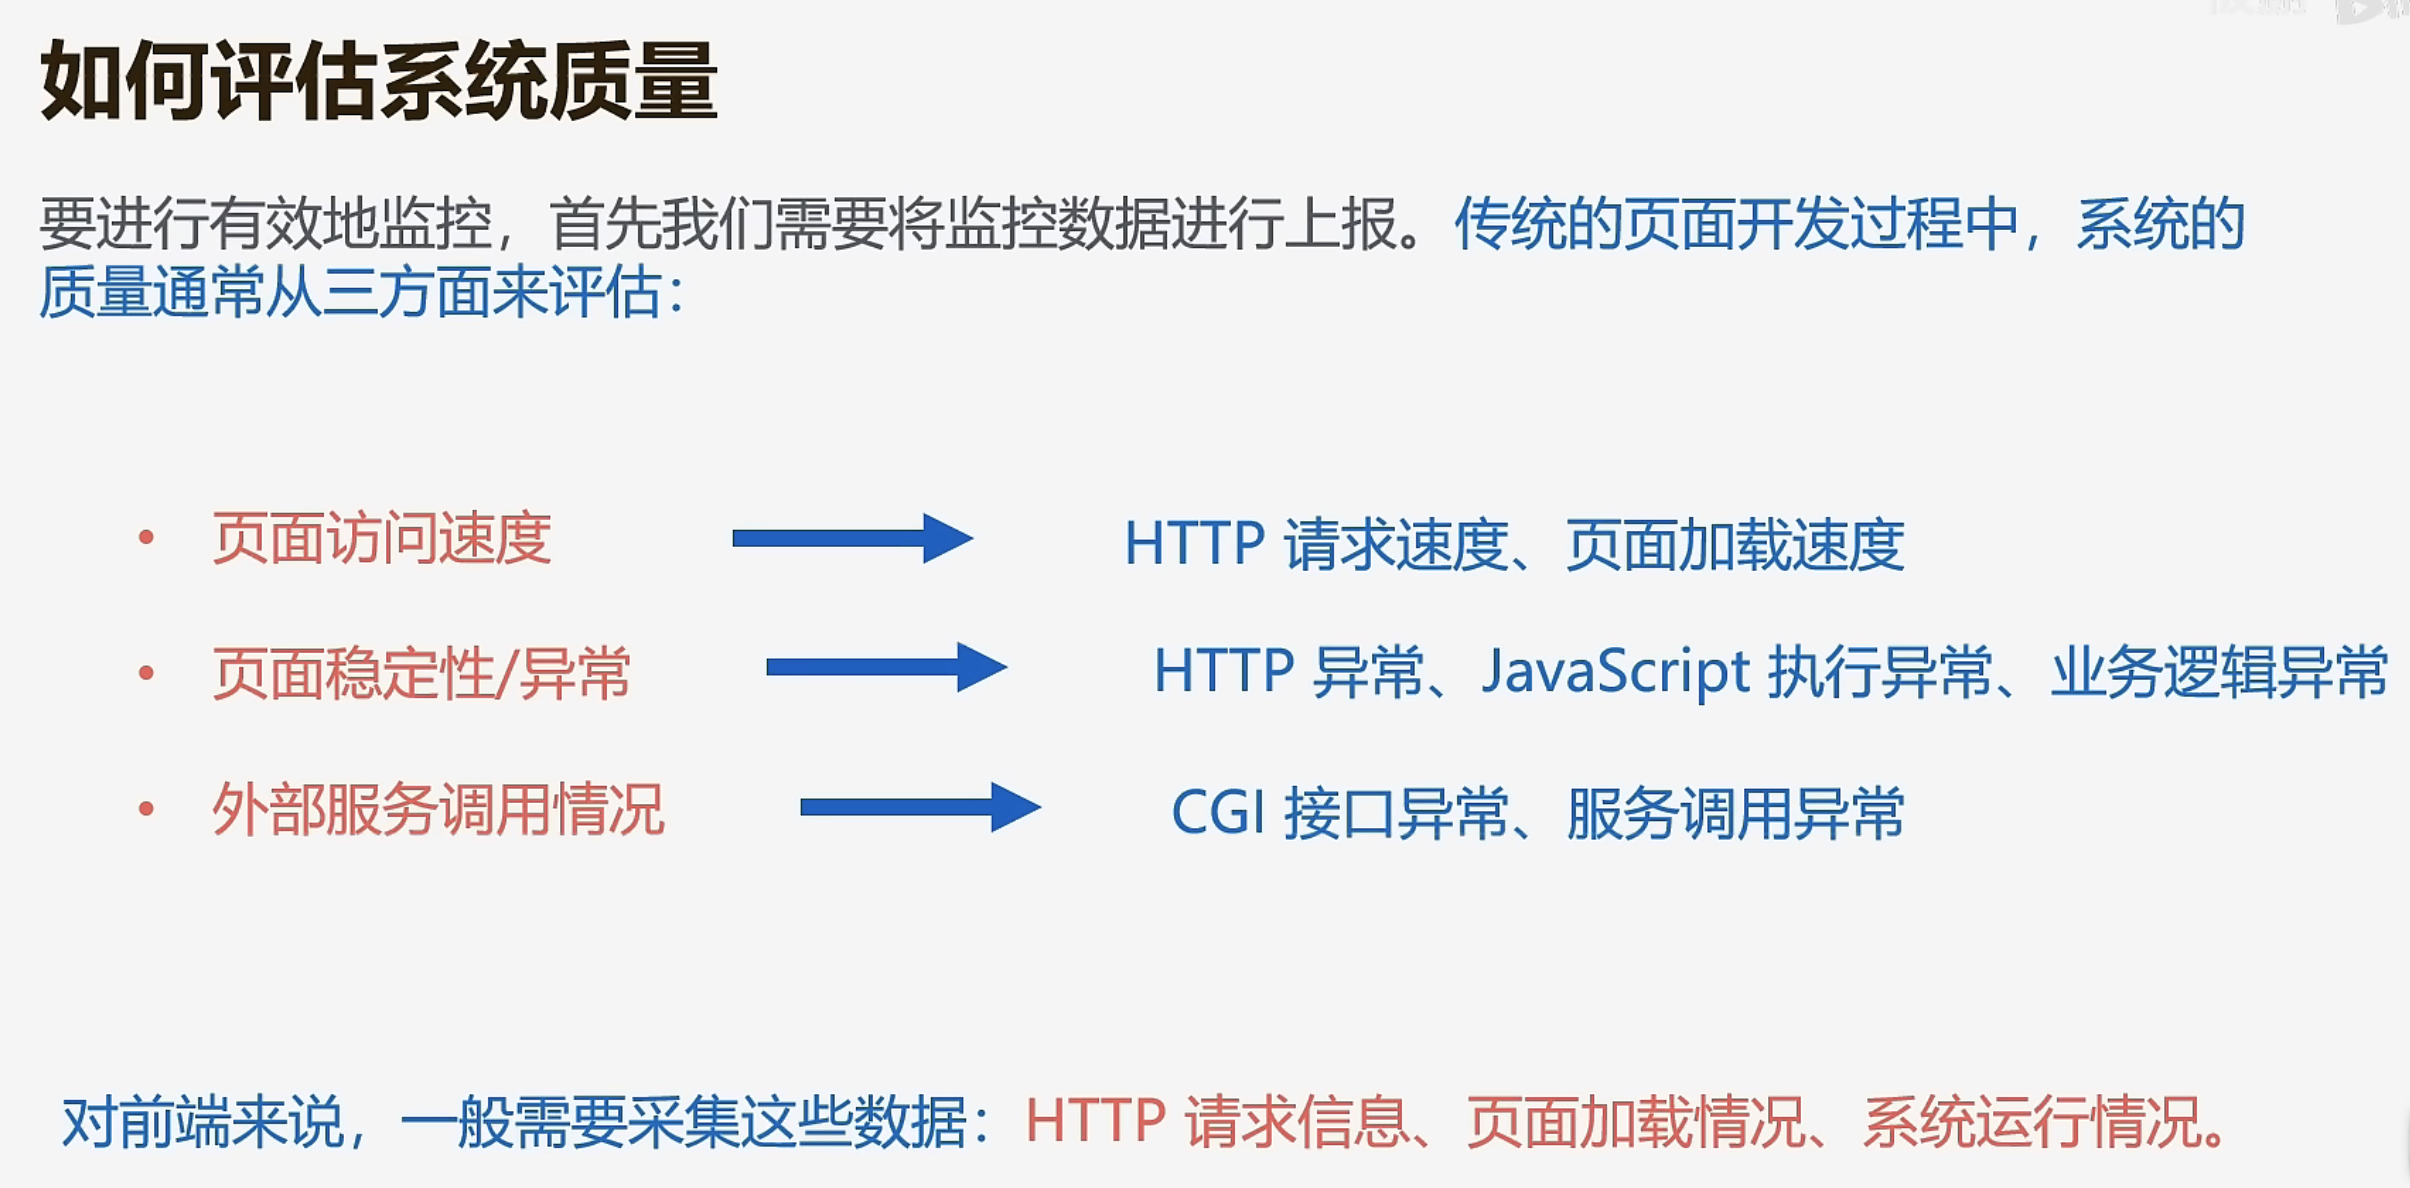 如何评估系统质量
要进行有效地监控，首先我们需要将监控数据进行上报。传统的页面开发过程中，系统的
质量通常从三方面来评估：
• 页面访问速度 HTTP 请求速度、页面加载速度
• 页面稳定性/异常 HTTP 异常、JavaScript 执行异常、业务逻辑异常
• 外部服务调用情况 CGI 接口异常、服务调用异常
对前端来说，一般需要采集这些数据：HTTP 请求信息、页面加载情况、系统运行情况。